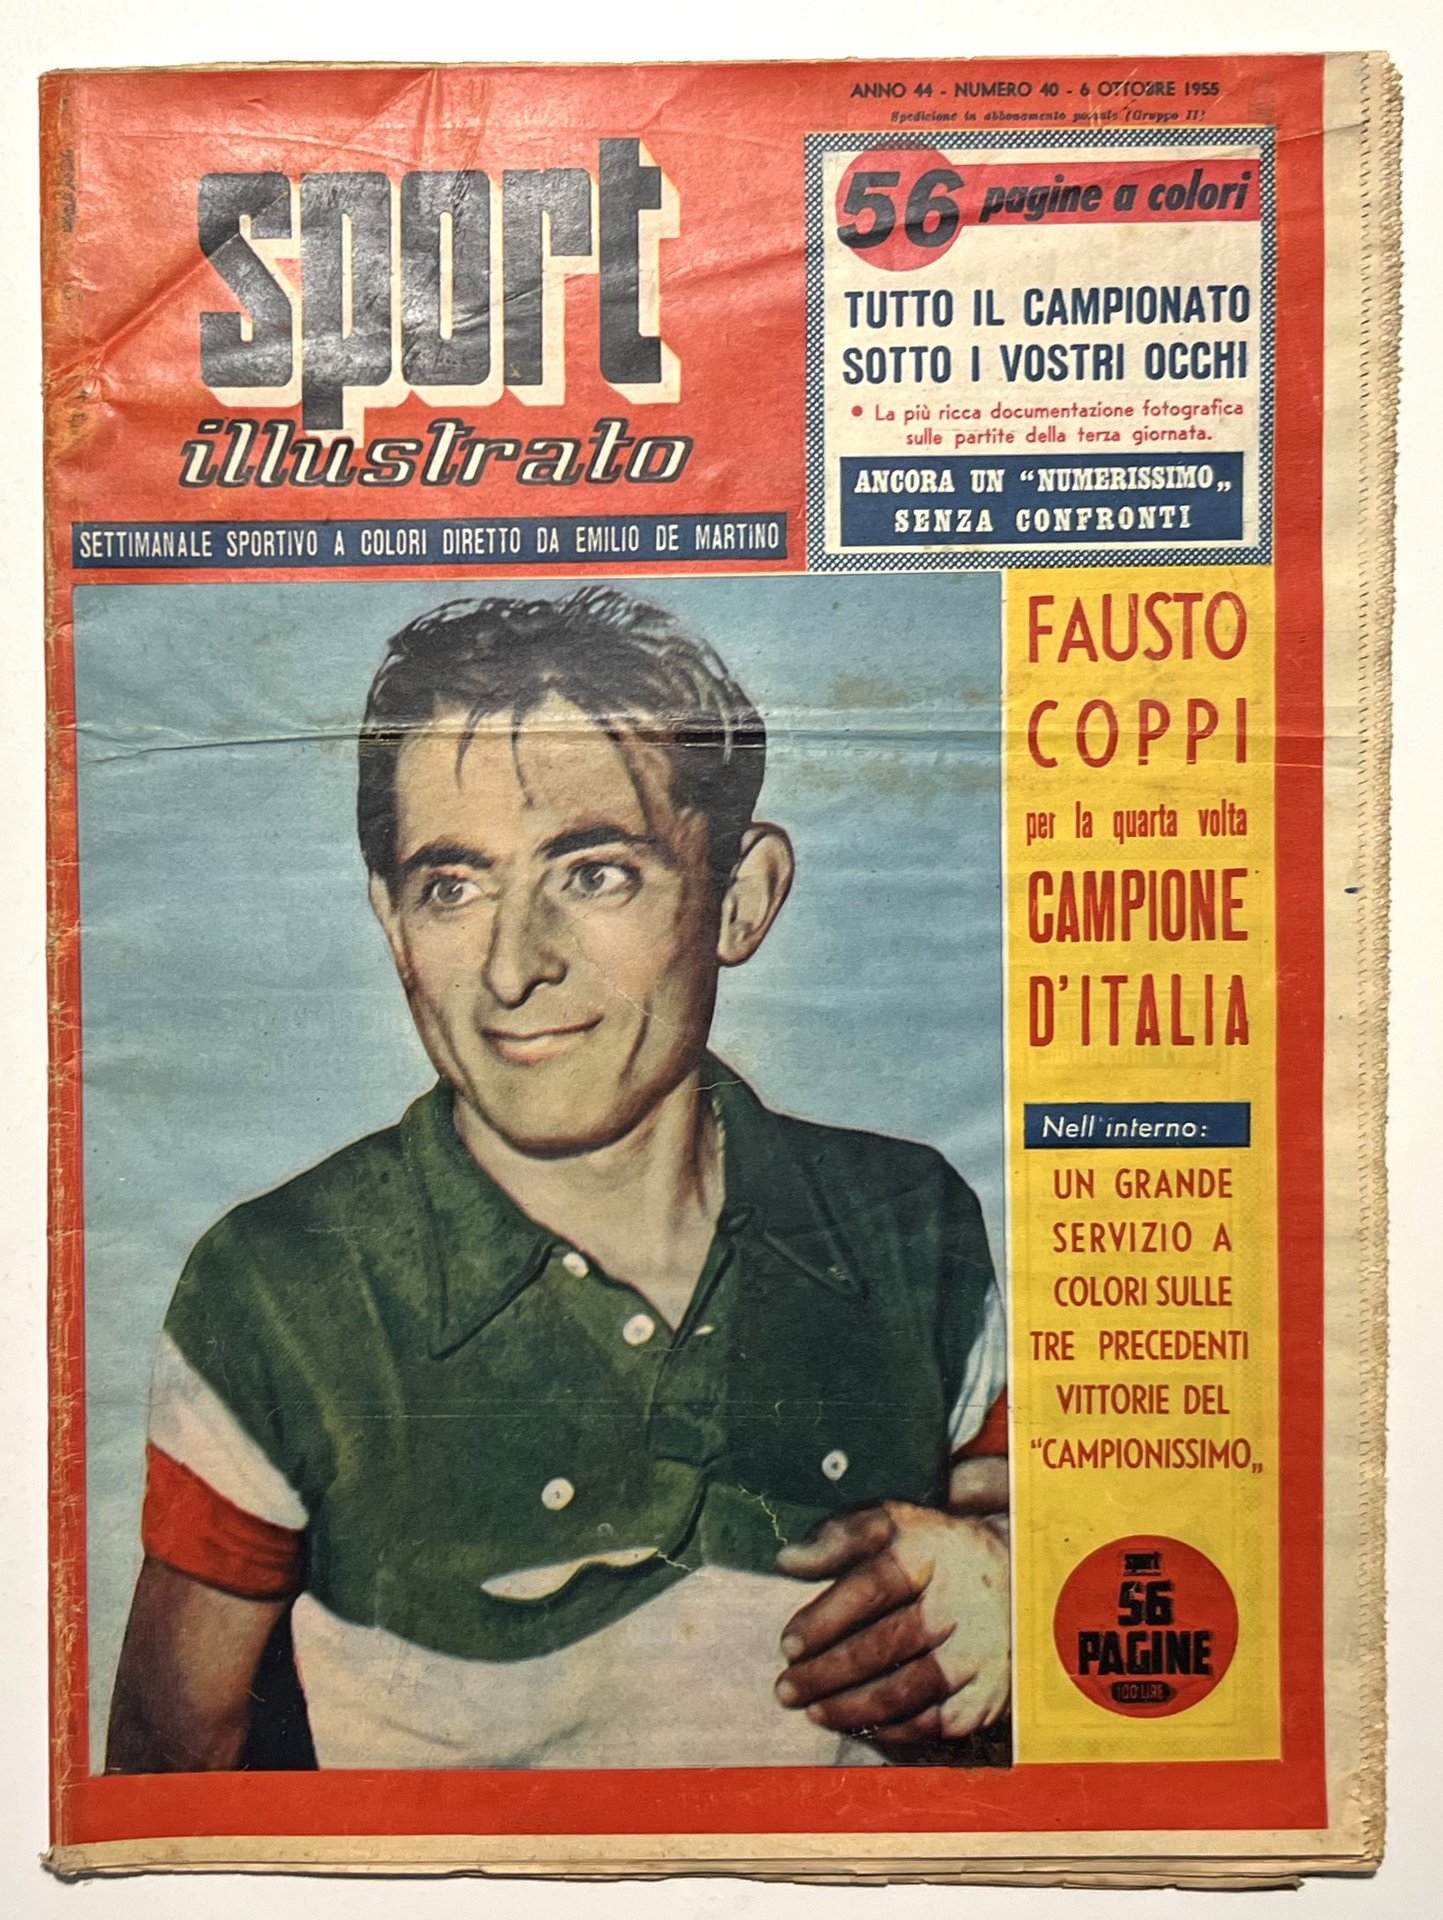 ANNO 44 - NUMERO 40 - 6 OTTOBRE 1955
Spedizione in abbonamento postale (Gruppo II)
sport
illustrato
SETTIMANALE SPORTIVO A COLORI DIRETTO DA EMILIO DE MARTINO
56 pagine a colori
TUTTO IL CAMPIONATO
SOTTO I VOSTRI OCCHI
• La più ricca documentazione fotografica
sulle partite della terza giornata.
ANCORA UN "NUMERISSIMO„
SENZA CONFRONTI
FAUSTO
COPPI
per la quarta volta
CAMPIONE
D'ITALIA
Nell'interno:
UN GRANDE
SERVIZIO A
COLORI SULLE
TRE PRECEDENTI
VITTORIE DEL
"CAMPIONISSIMO„
sport
56
PAGINE
100 LIRE